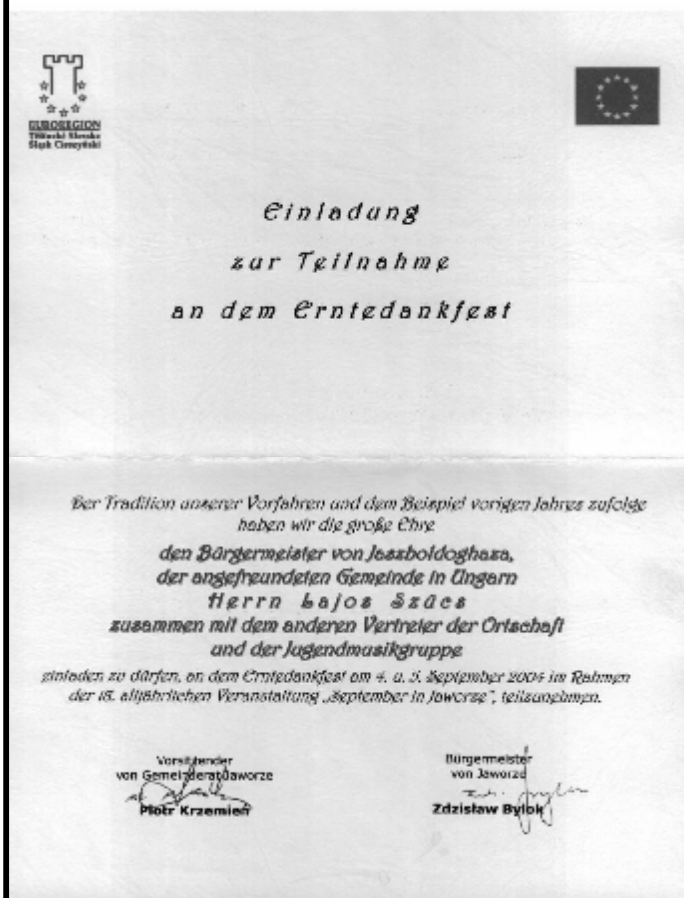 EUROREGION
Těšínské Slezsko
Śląsk Cieszyński
Einladung
zur Teilnahme
an dem Erntedankfest
Der Tradition unserer Vorfahren und dem Beispiel vorigen Jahres zufolge
haben wir die große Ehre
den Bürgermeister von Jaszboldoghaza,
der angefreundeten Gemeinde in Ungarn
Herrn Lajos Szűcs
zusammen mit dem anderen Vertreter der Ortschaft
und der Jugendmusikgruppe
einladen zu dürfen, an dem Erntedankfest am 4. u. 5. September 2004 im Rahmen
der 18. alljährlichen Veranstaltung „September in Jaworze", teilzunehmen.
Vorsitzender
von Gemeinderat Jaworze
Piotr Krzemień
Bürgermeister
von Jaworze
Zdzisław Bylok